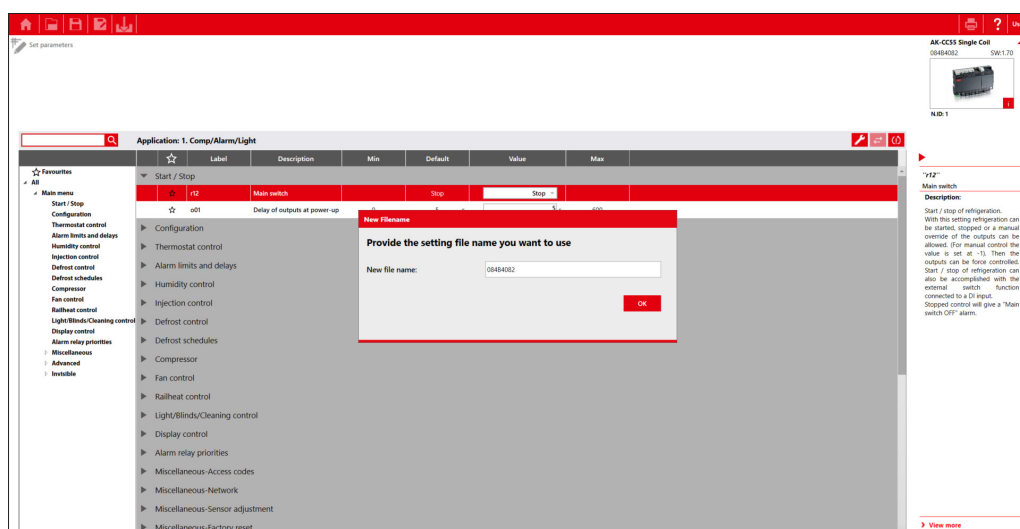 Set parameters
AK-CC55 Single Coil
084B4082 SW:1.70
N.ID: 1
Application: 1. Comp/Alarm/Light
Label Description Min Default Value Max
Favourites
All
Main menu
Start / Stop
Configuration
Thermostat control
Alarm limits and delays
Humidity control
Injection control
Defrost control
Defrost schedules
Compressor
Fan control
Railheat control
Light/Blinds/Cleaning control
Display control
Alarm relay priorities
Miscellaneous
Advanced
Invisible
Start / Stop
r12 Main switch Stop Stop
o01 Delay of outputs at power-up
Configuration
Thermostat control
Alarm limits and delays
Humidity control
Injection control
Defrost control
Defrost schedules
Compressor
Fan control
Railheat control
Light/Blinds/Cleaning control
Display control
Alarm relay priorities
Miscellaneous-Access codes
Miscellaneous-Network
Miscellaneous-Sensor adjustment
Miscellaneous-Factory reset
New Filename
Provide the setting file name you want to use
New file name: 084B4082
OK
"r12"
Main switch
Description:
Start / stop of refrigeration.
With this setting refrigeration can
be started, stopped or a manual
override of the outputs can be
allowed. (For manual control the
value is set at -1). Then the
outputs can be force controlled.
Start / stop of refrigeration can
also be accomplished with the
external switch function
connected to a DI input.
Stopped control will give a "Main
switch OFF" alarm.
View more